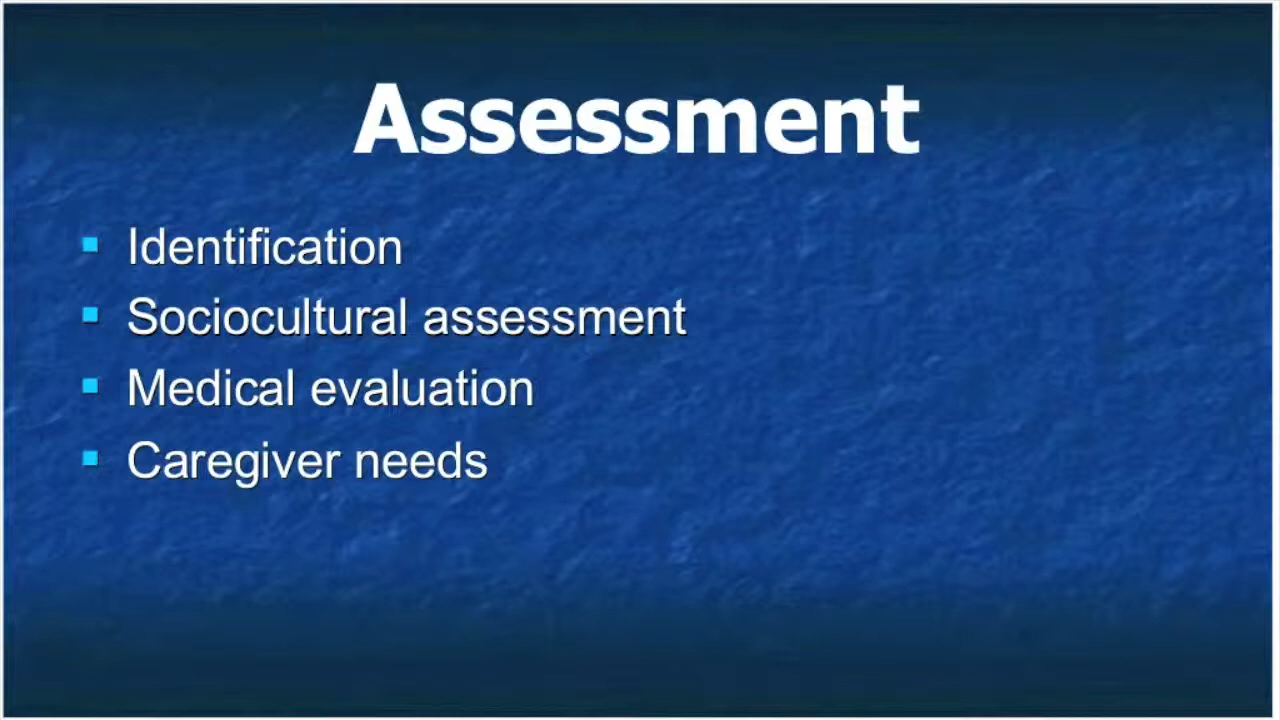 Assessment
Identification
Sociocultural assessment
Medical evaluation
Caregiver needs